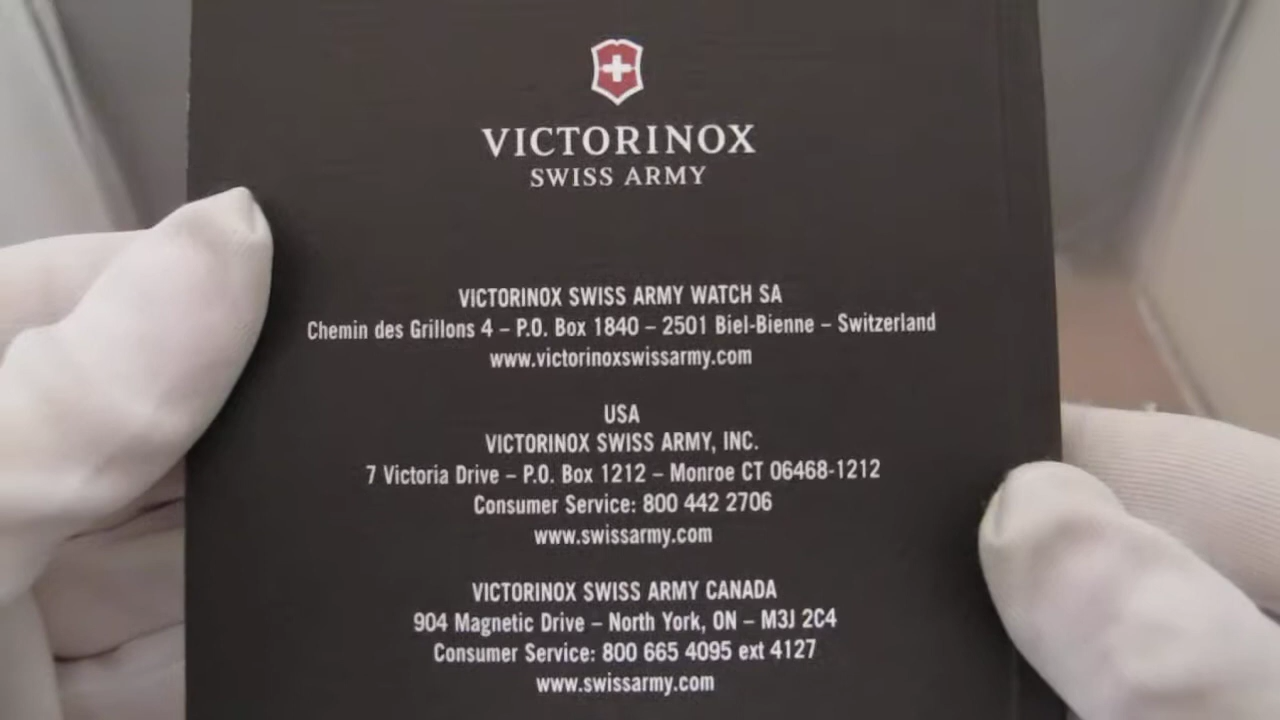 VICTORINOX
SWISS ARMY
VICTORINOX SWISS ARMY WATCH SA
Chemin des Grillons 4 – P.O. Box 1840 – 2501 Biel-Bienne – Switzerland
www.victorinoxswissarmy.com
USA
VICTORINOX SWISS ARMY, INC.
7 Victoria Drive – P.O. Box 1212 – Monroe CT 06468-1212
Consumer Service: 800 442 2706
www.swissarmy.com
VICTORINOX SWISS ARMY CANADA
904 Magnetic Drive – North York, ON – M3J 2C4
Consumer Service: 800 665 4095 ext 4127
www.swissarmy.com